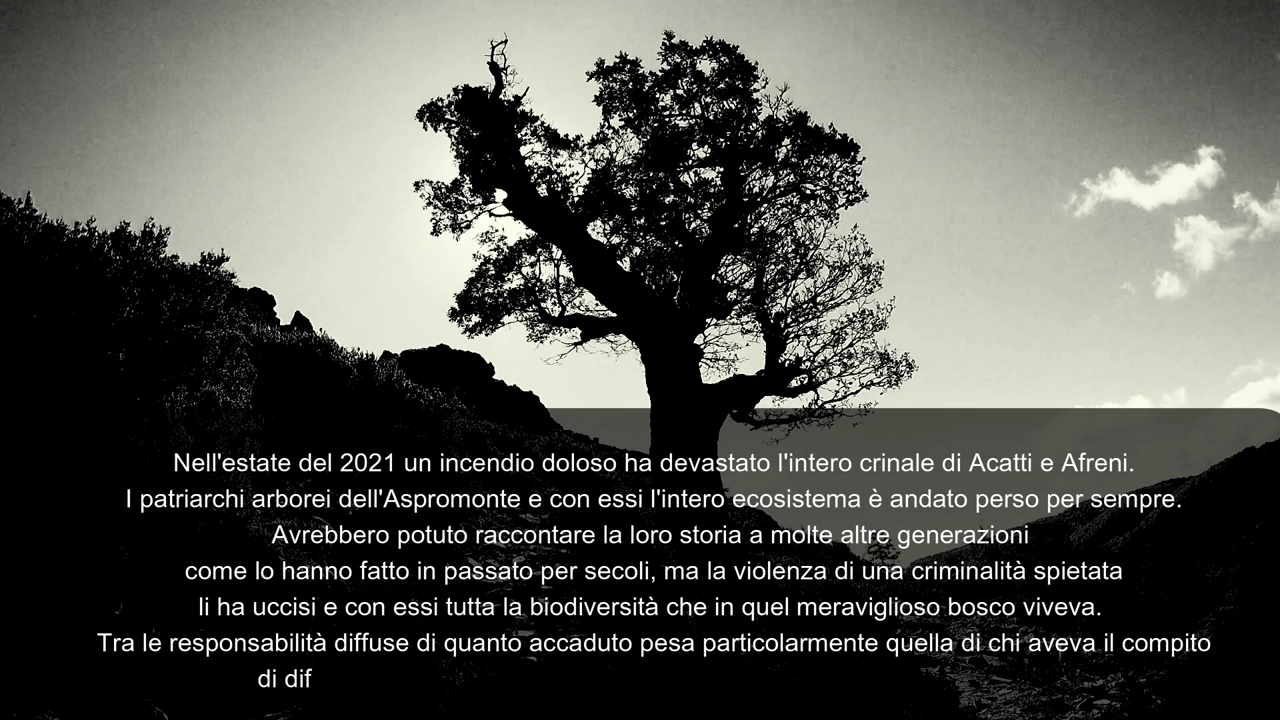 Nell'estate del 2021 un incendio doloso ha devastato l'intero crinale di Acatti e Afreni.
I patriarchi arborei dell'Aspromonte e con essi l'intero ecosistema è andato perso per sempre.
Avrebbero potuto raccontare la loro storia a molte altre generazioni
come lo hanno fatto in passato per secoli, ma la violenza di una criminalità spietata
li ha uccisi e con essi tutta la biodiversità che in quel meraviglioso bosco viveva.
Tra le responsabilità diffuse di quanto accaduto pesa particolarmente quella di chi aveva il compito
di dif